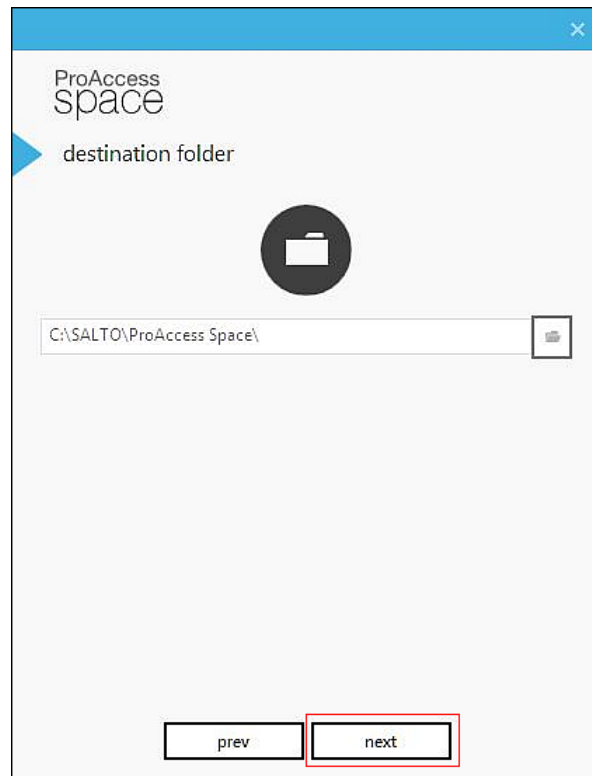 ProAccess
space
destination folder
C:\SALTO\ProAccess Space\
prev
next